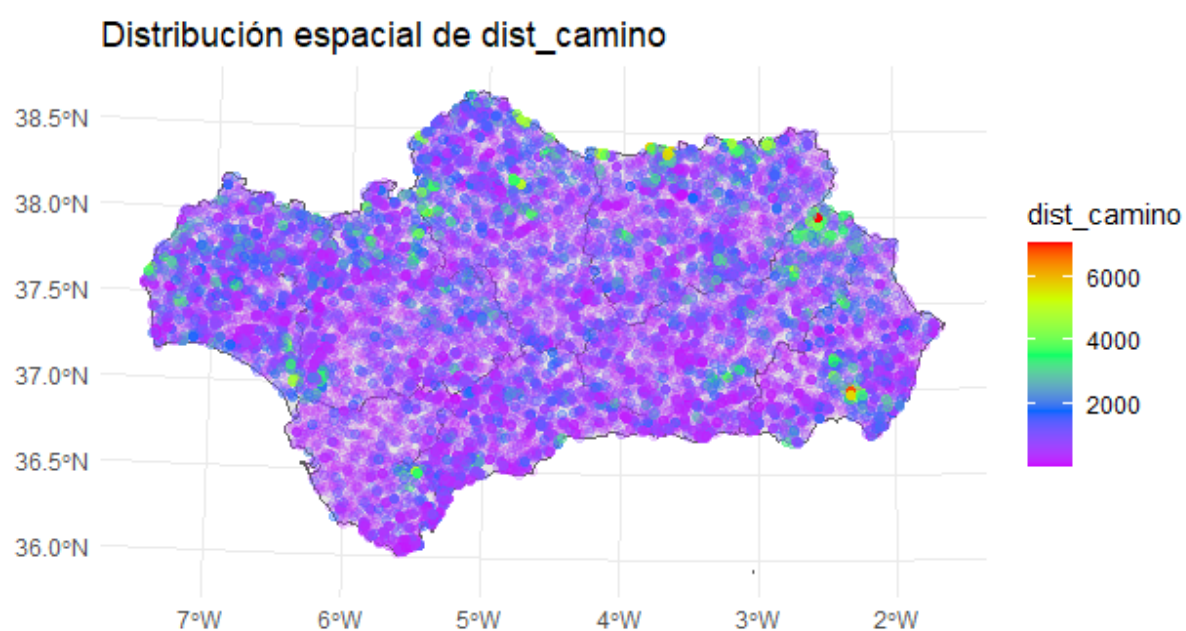 Distribución espacial de dist_camino
38.5°N
38.0°N
37.5°N
37.0°N
36.5°N
36.0°N
7°W 6°W 5°W 4°W 3°W 2°W
dist_camino
6000
4000
2000